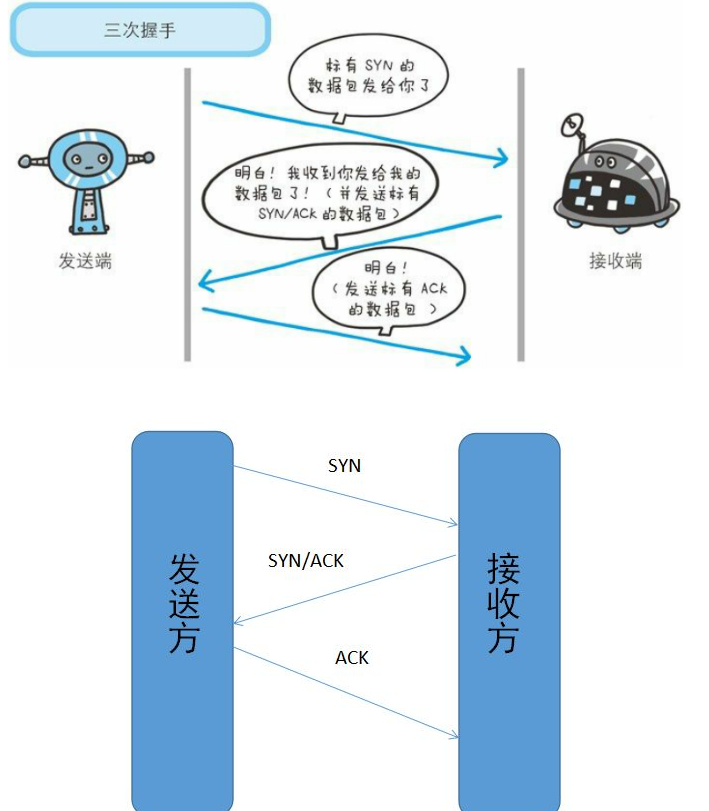 三次握手
标有 SYN 的
数据包发给你了
明白! 我收到你发给我的
数据包了! (并发送标有
SYN/ACK 的数据包)
发送端
接收端
明白!
(发送标有 ACK
的数据包 )
SYN
SYN/ACK
ACK
发送方
接收方